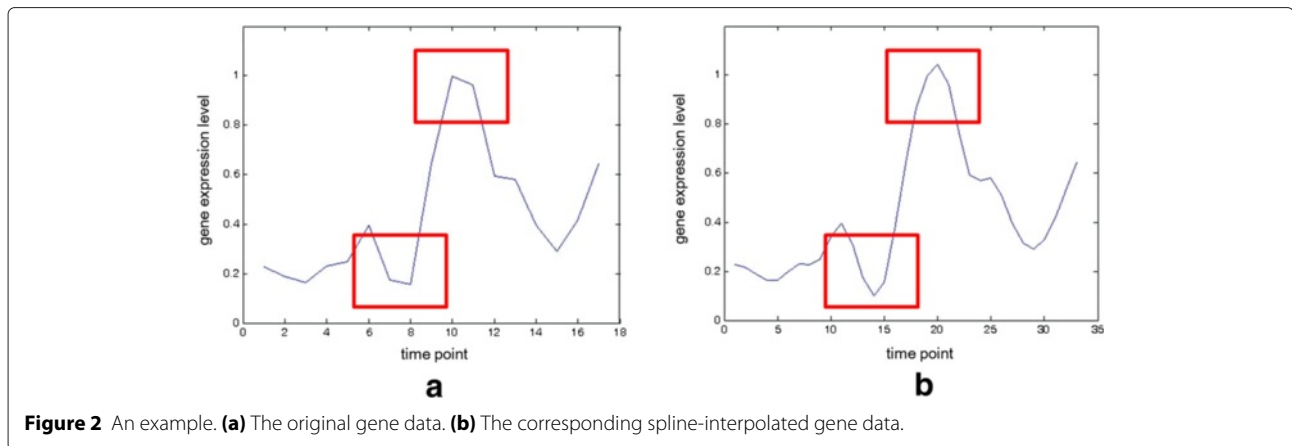 gene expression level
1
0.8
0.6
0.4
0.2
0
0 2 4 6 8 10 12 14 16 18
time point
a
gene expression level
1
0.8
0.6
0.4
0.2
0
0 5 10 15 20 25 30 35
time point
b
Figure 2 An example. (a) The original gene data. (b) The corresponding spline-interpolated gene data.